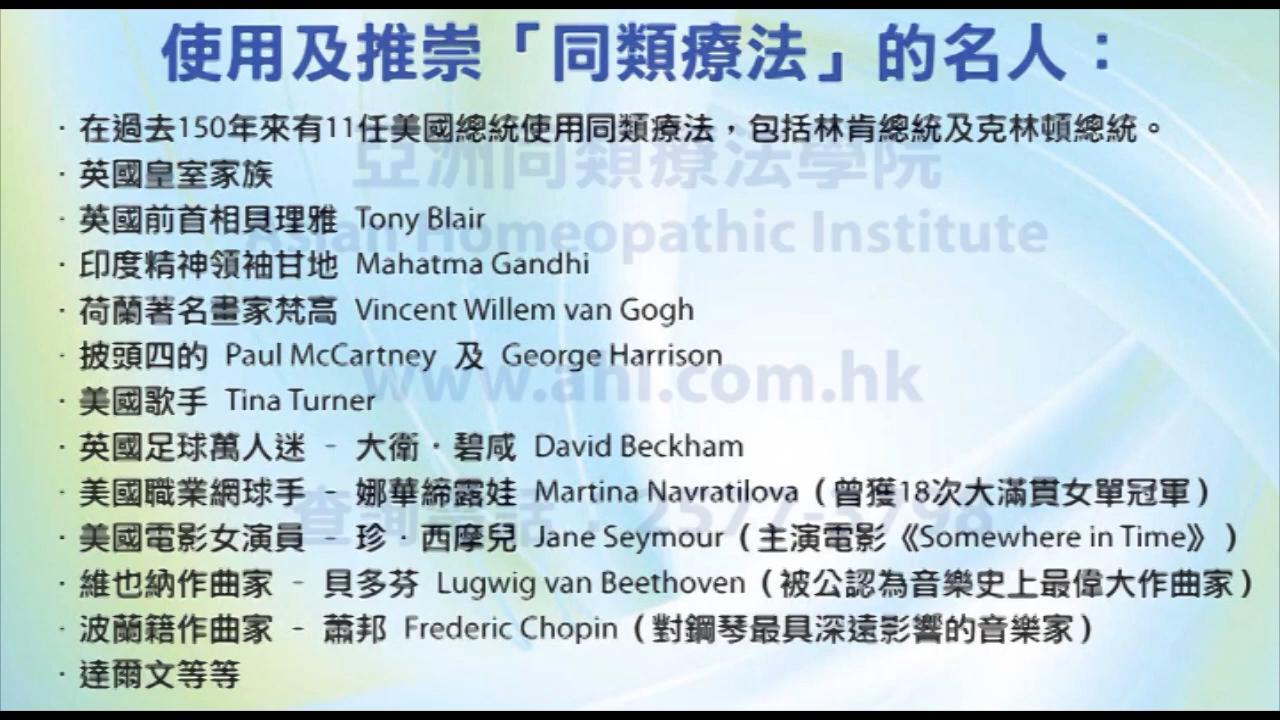 使用及推崇「同類療法」的名人：
· 在過去150年來有11任美國總統使用同類療法，包括林肯總統及克林頓總統。
亞洲同類療法學院
· 英國皇室家族
· 英國前首相貝理雅 Tony Blair
Asian Homeopathic Institute
· 印度精神領袖甘地 Mahatma Gandhi
· 荷蘭著名畫家梵高 Vincent Willem van Gogh
· 披頭四的 Paul McCartney 及 George Harrison
www.ahi.com.hk
· 美國歌手 Tina Turner
· 英國足球萬人迷 - 大衛·碧咸 David Beckham
· 美國職業網球手 - 娜華締露娃 Martina Navratilova（曾獲18次大滿貫女單冠軍）
· 美國電影女演員 - 珍·西摩兒 Jane Seymour（主演電影《Somewhere in Time》）
· 維也納作曲家 - 貝多芬 Lugwig van Beethoven（被公認為音樂史上最偉大作曲家）
· 波蘭籍作曲家 - 蕭邦 Frederic Chopin（對鋼琴最具深遠影響的音樂家）
· 達爾文等等